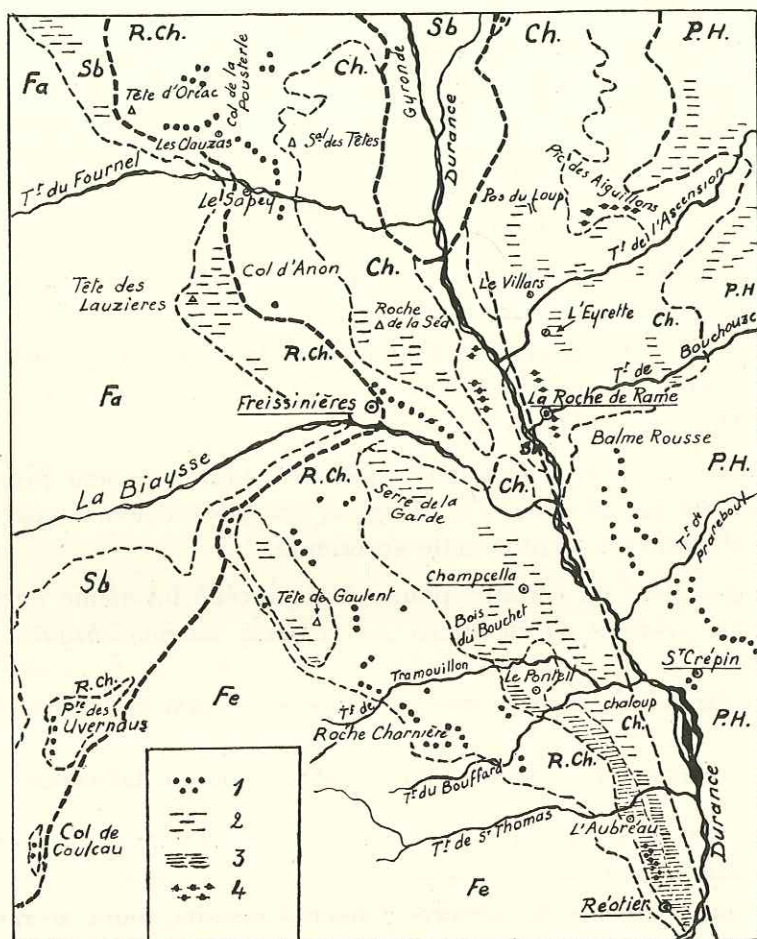 R.Ch.
Sb
Ch.
P.H.
Sb
Ch.
Fa
Tête d'Oréac
Col de la
Pousterle
Gyronde
Durance
Les Clauzas
Sal des Têtes
Pic des Aiguillons
Tt du Fournel
Le Sapey
Pas du Loup
Tt de l'Ascension
Col d'Anon
Ch.
Le Villars
Tête des
Lauzieres
Roche
de la Séa
L'Eyrette
P.H
Ch.
Tt de
Bouchouze
R.Ch.
Fa
Freissinières
La Roche de Rame
Sb
Balme Rousse
La Biaysse
R.Ch.
Ch.
P.H.
Serre de la
Garde
Tt de
Prarebout
Sb
Champcella
Tête de Gaulent
Bois
du Bouchet
St Crépin
Tramouillon
Le Ponteil
R.Ch.
Pte des
Uvernaus
Fe
Tt de
chaloup
Ch.
P.H.
Roche Charnière
R.Ch.
1
Tt du Bouffard
2
Col de
Coulcau
3
Tt de St Thomas
L'Aubreau
Durance
4
Fe
Réotier